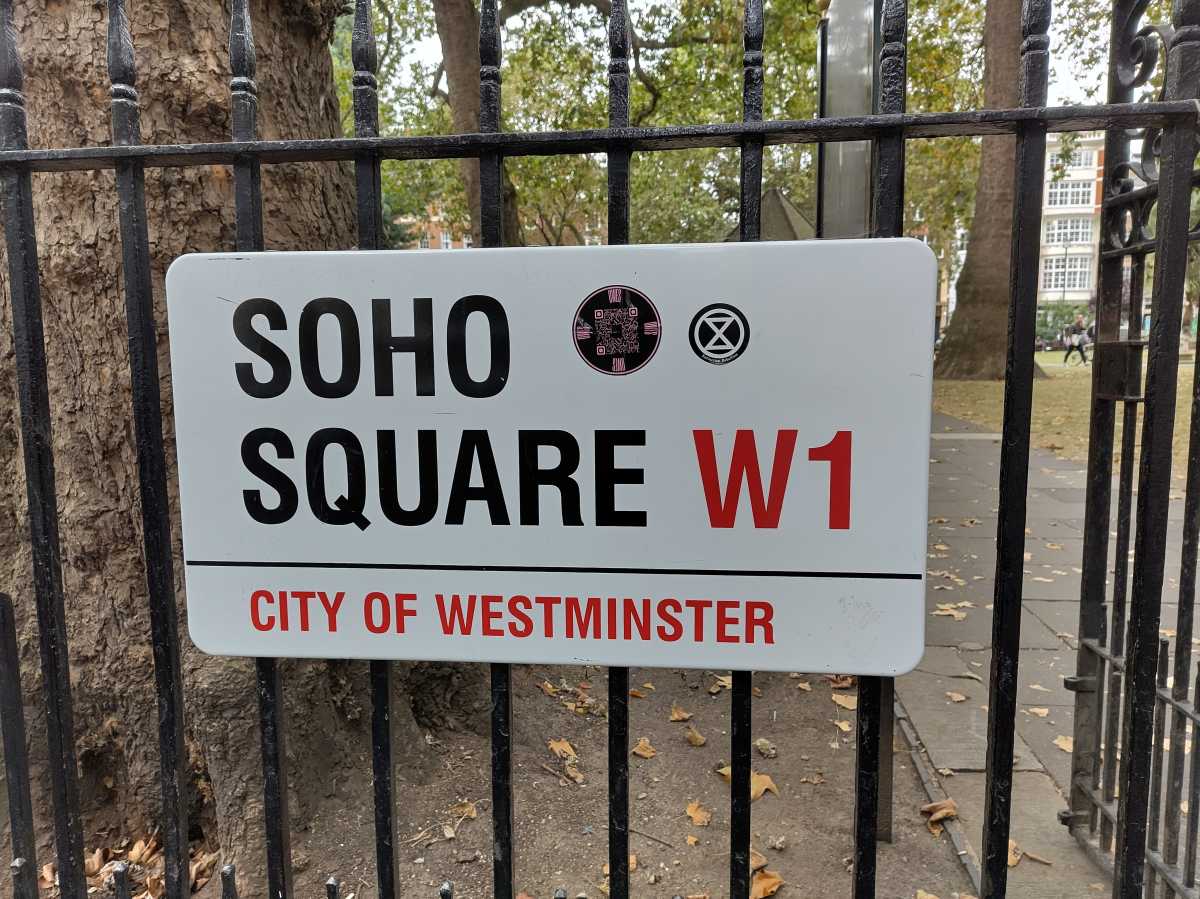 SOHO
SQUARE W1
CITY OF WESTMINSTER